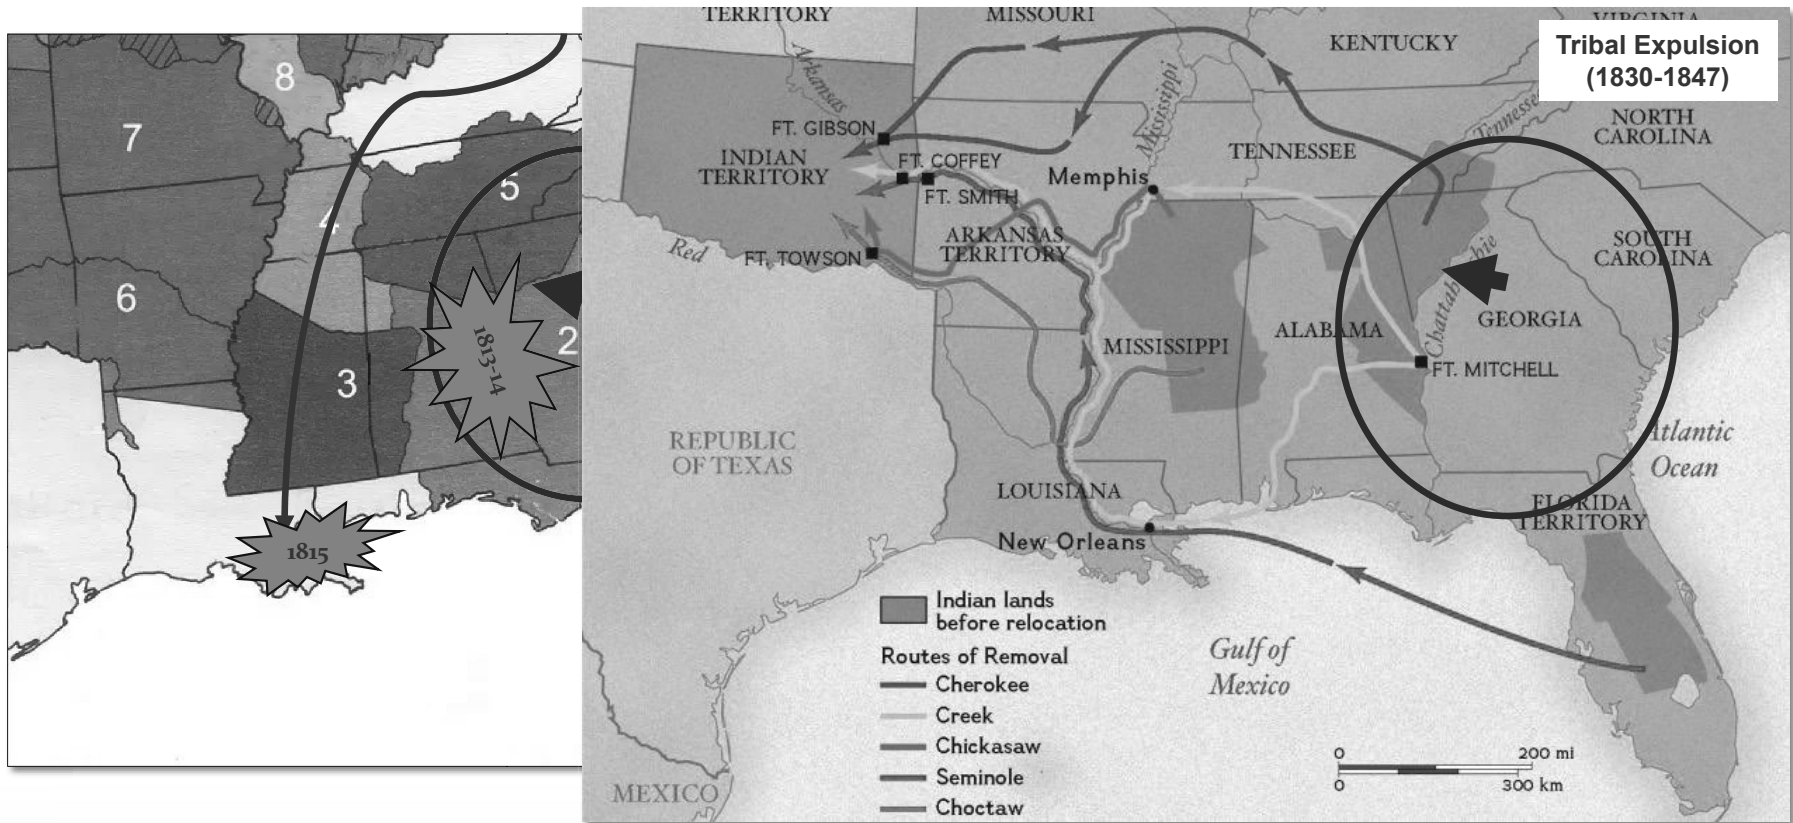 8
7
5
4
6
2
3
1813-14
1815
Tribal Expulsion
(1830-1847)
TERRITORY
MISSOURI
KENTUCKY
VIRGINIA
Arkansas
Mississippi
NORTH
CAROLINA
FT. GIBSON
INDIAN
TERRITORY
FT. COFFEY
FT. SMITH
Memphis
TENNESSEE
Red
FT. TOWSON
ARKANSAS
TERRITORY
SOUTH
CAROLINA
MISSISSIPPI
ALABAMA
GEORGIA
FT. MITCHELL
REPUBLIC
OF TEXAS
Atlantic
Ocean
LOUISIANA
New Orleans
FLORIDA
TERRITORY
Indian lands
before relocation
Routes of Removal
Cherokee
Creek
Chickasaw
Seminole
Choctaw
Gulf of
Mexico
0 200 mi
0 300 km
MEXICO